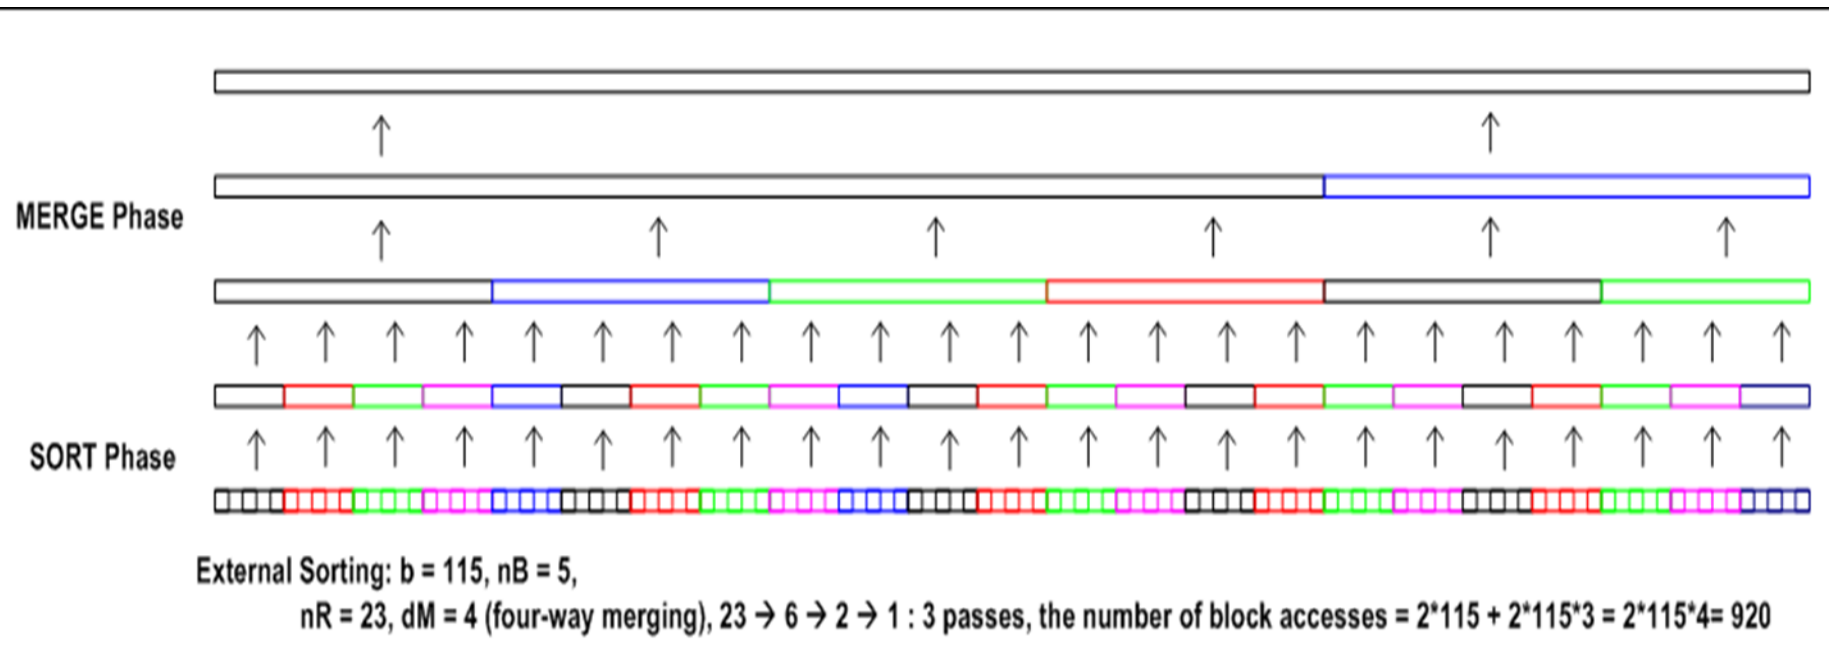 MERGE Phase
SORT Phase
External Sorting: b = 115, nB = 5,
nR = 23, dM = 4 (four-way merging), 23 → 6 → 2 → 1 : 3 passes, the number of block accesses = 2*115 + 2*115*3 = 2*115*4= 920